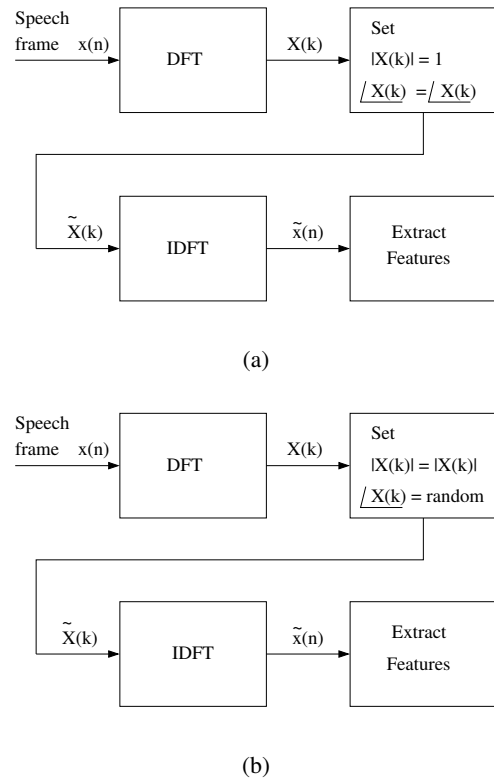 Speech
frame x(n)
DFT
X(k)
Set
|X(k)| = 1
∠X(k) = ∠X(k)
X̃(k)
IDFT
x̃(n)
Extract
Features
(a)
Speech
frame x(n)
DFT
X(k)
Set
|X(k)| = |X(k)|
∠X(k) = random
X̃(k)
IDFT
x̃(n)
Extract
Features
(b)